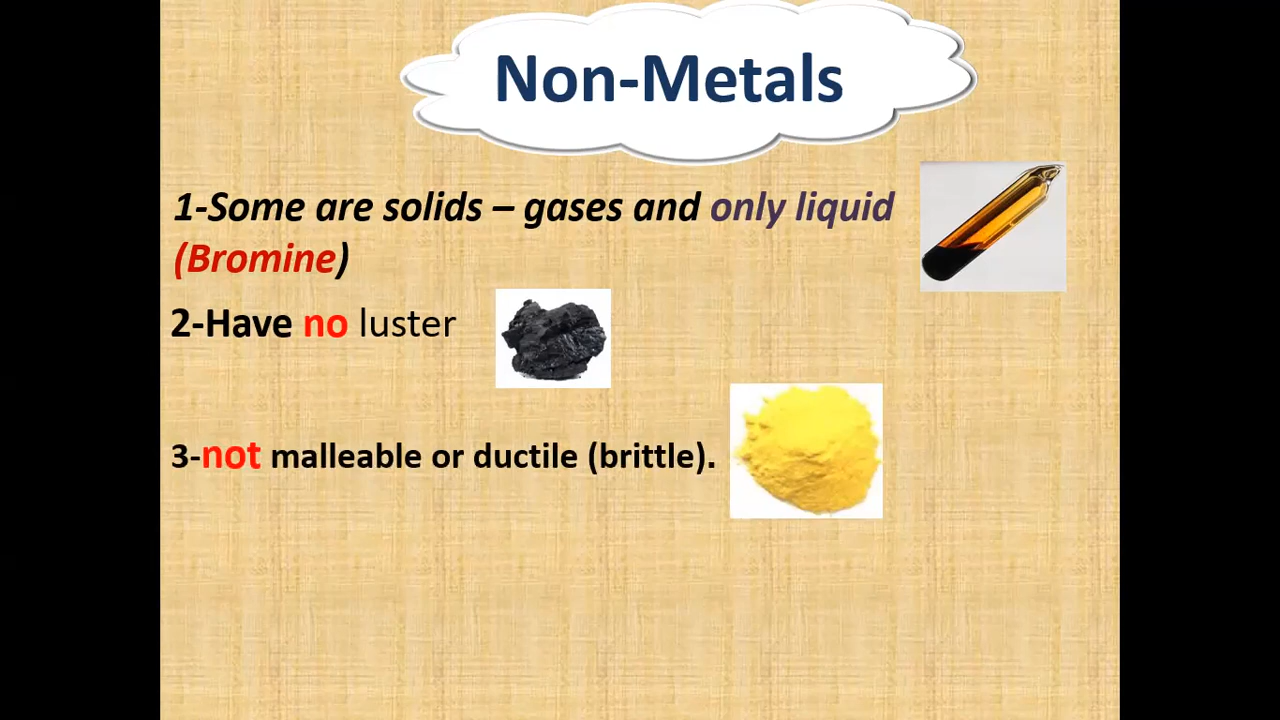 Non-Metals
1-Some are solids – gases and only liquid
(Bromine)
2-Have no luster
3-not malleable or ductile (brittle).